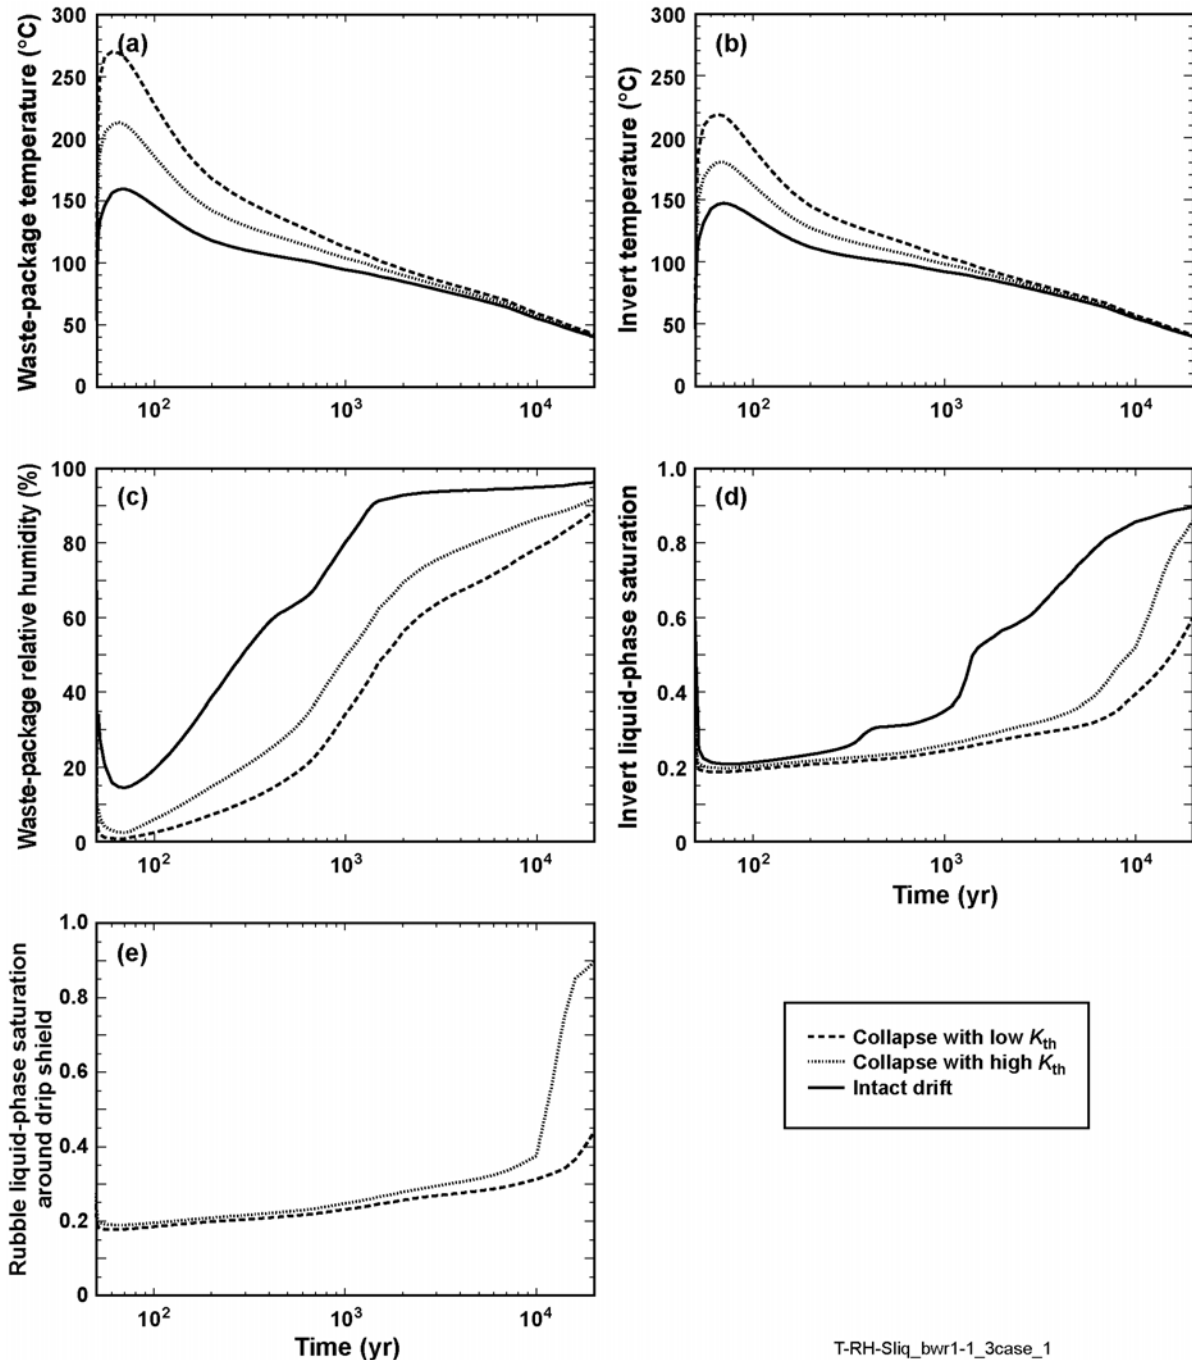 (a)
Waste-package temperature (°C)
300
250
200
150
100
50
0
10²
10³
10⁴
(b)
Invert temperature (°C)
300
250
200
150
100
50
0
10²
10³
10⁴
(c)
Waste-package relative humidity (%)
100
80
60
40
20
0
10²
10³
10⁴
(d)
Invert liquid-phase saturation
1.0
0.8
0.6
0.4
0.2
0
10²
10³
10⁴
Time (yr)
(e)
Rubble liquid-phase saturation
around drip shield
1.0
0.8
0.6
0.4
0.2
0
10²
10³
10⁴
Time (yr)
Collapse with low Kth
Collapse with high Kth
Intact drift
T-RH-Sliq_bwr1-1_3case_1